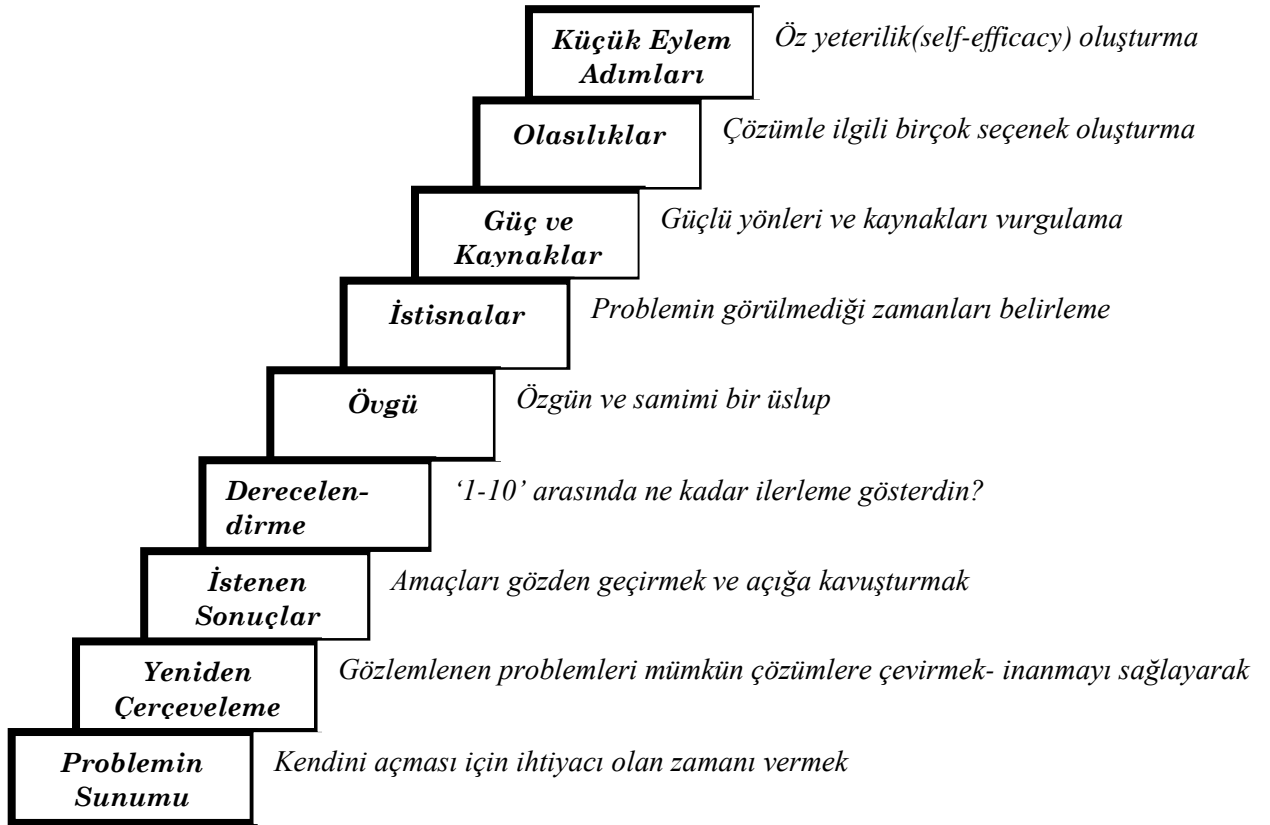 Küçük Eylem
Adımları
Öz yeterilik(self-efficacy) oluşturma
Olasılıklar
Çözümle ilgili birçok seçenek oluşturma
Güç ve
Kaynaklar
Güçlü yönleri ve kaynakları vurgulama
İstisnalar
Problemin görülmediği zamanları belirleme
Övgü
Özgün ve samimi bir üslup
Derecelen-
dirme
‘1-10’ arasında ne kadar ilerleme gösterdin?
İstenen
Sonuçlar
Amaçları gözden geçirmek ve açığa kavuşturmak
Yeniden
Çerçeveleme
Gözlemlenen problemleri mümkün çözümlere çevirmek- inanmayı sağlayarak
Problemin
Sunumu
Kendini açması için ihtiyacı olan zamanı vermek